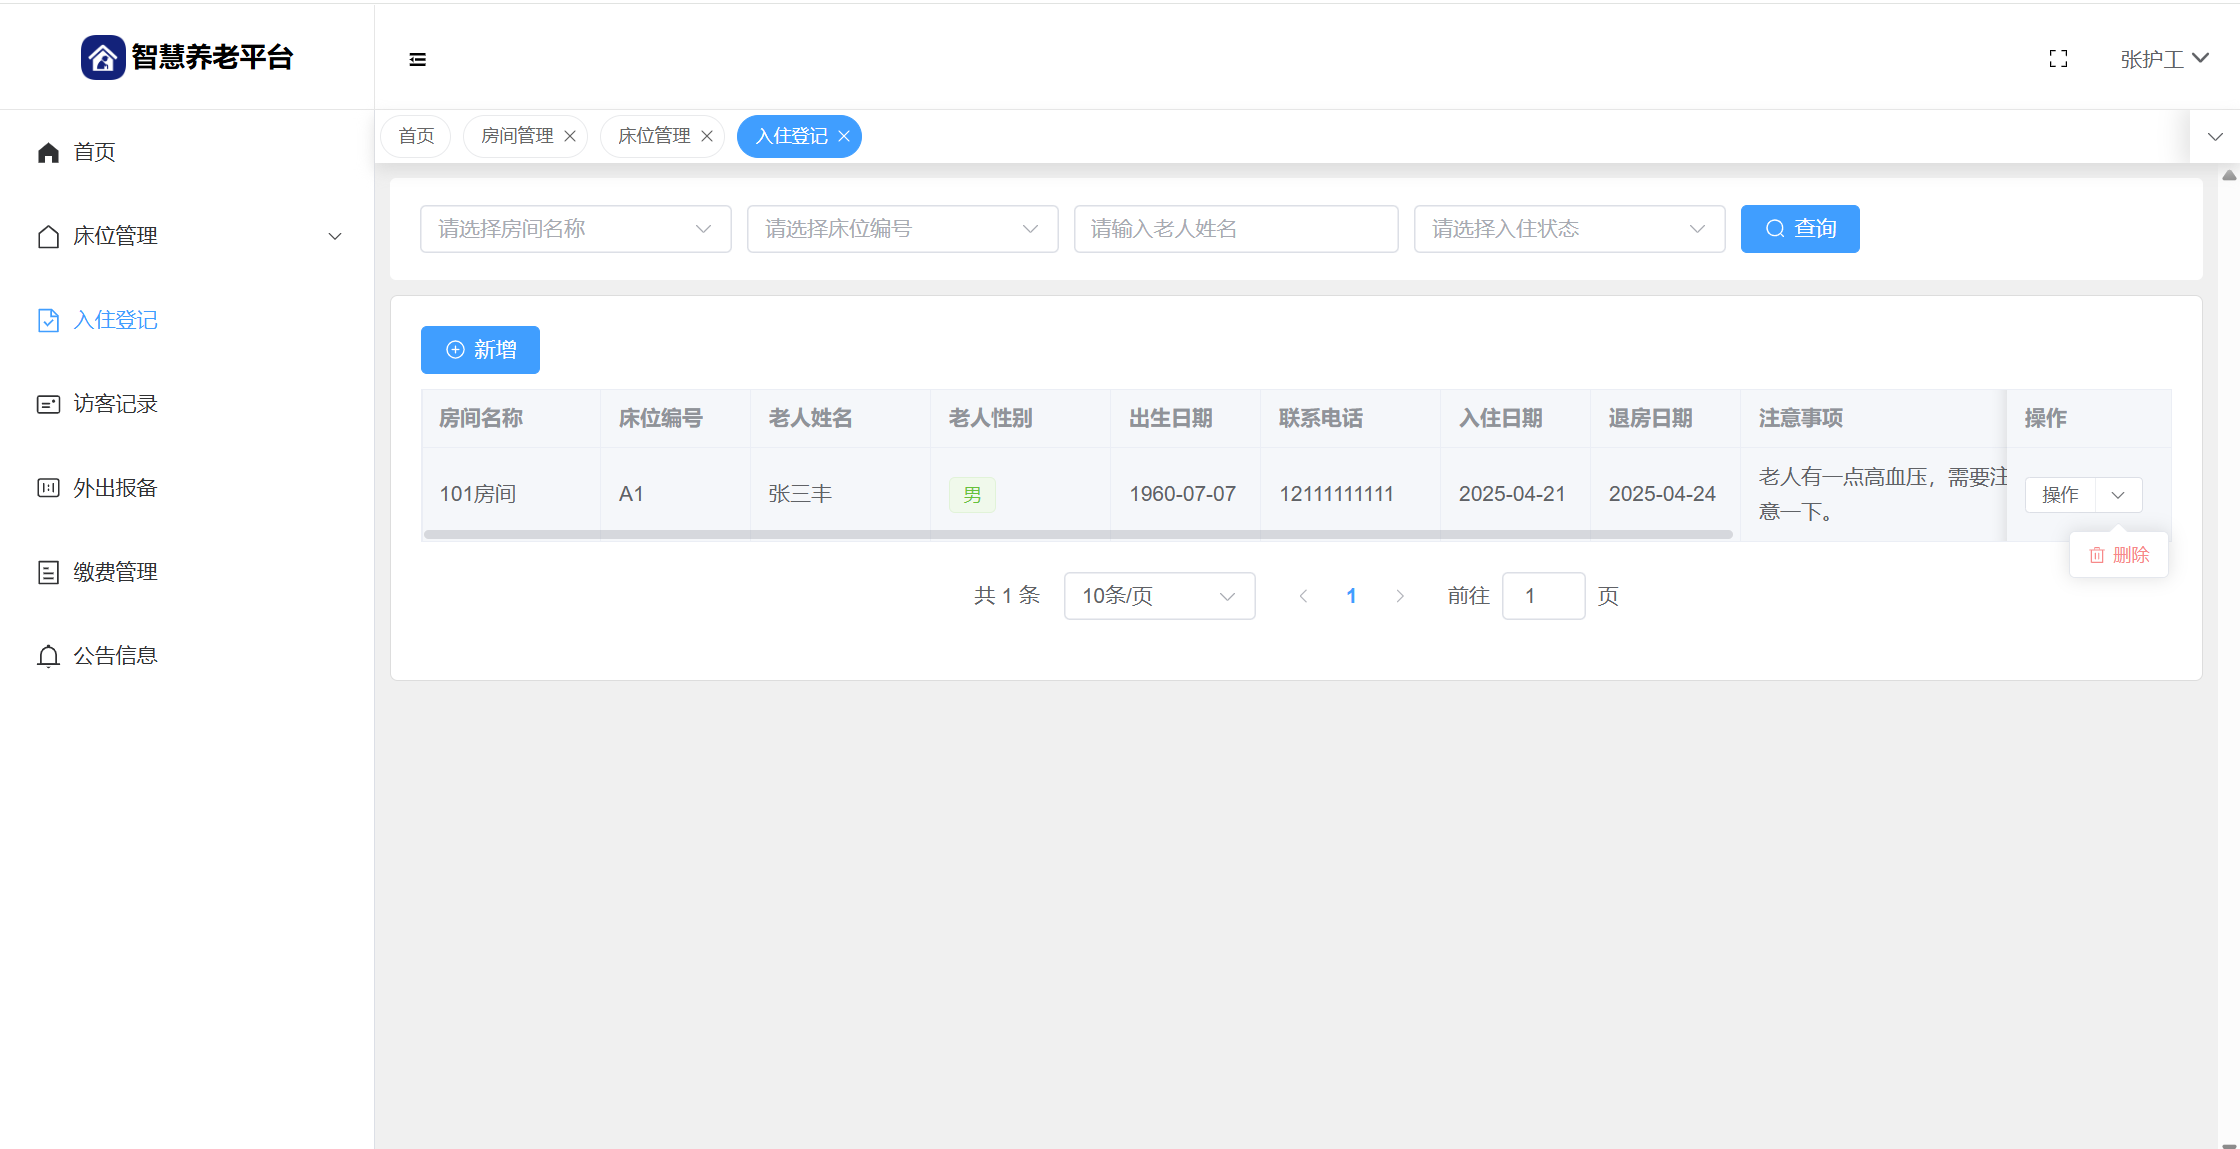 智慧养老平台
张护工
首页
床位管理
入住登记
访客记录
外出报备
缴费管理
公告信息
首页 房间管理 床位管理 入住登记
请选择房间名称 请选择床位编号 请输入老人姓名 请选择入住状态 查询
新增
房间名称 床位编号 老人姓名 老人性别 出生日期 联系电话 入住日期 退房日期 注意事项 操作
101房间 A1 张三丰 男 1960-07-07 12111111111 2025-04-21 2025-04-24 老人有一点高血压，需要注 操作
意一下。
删除
共 1 条 10条/页 1 前往 1 页